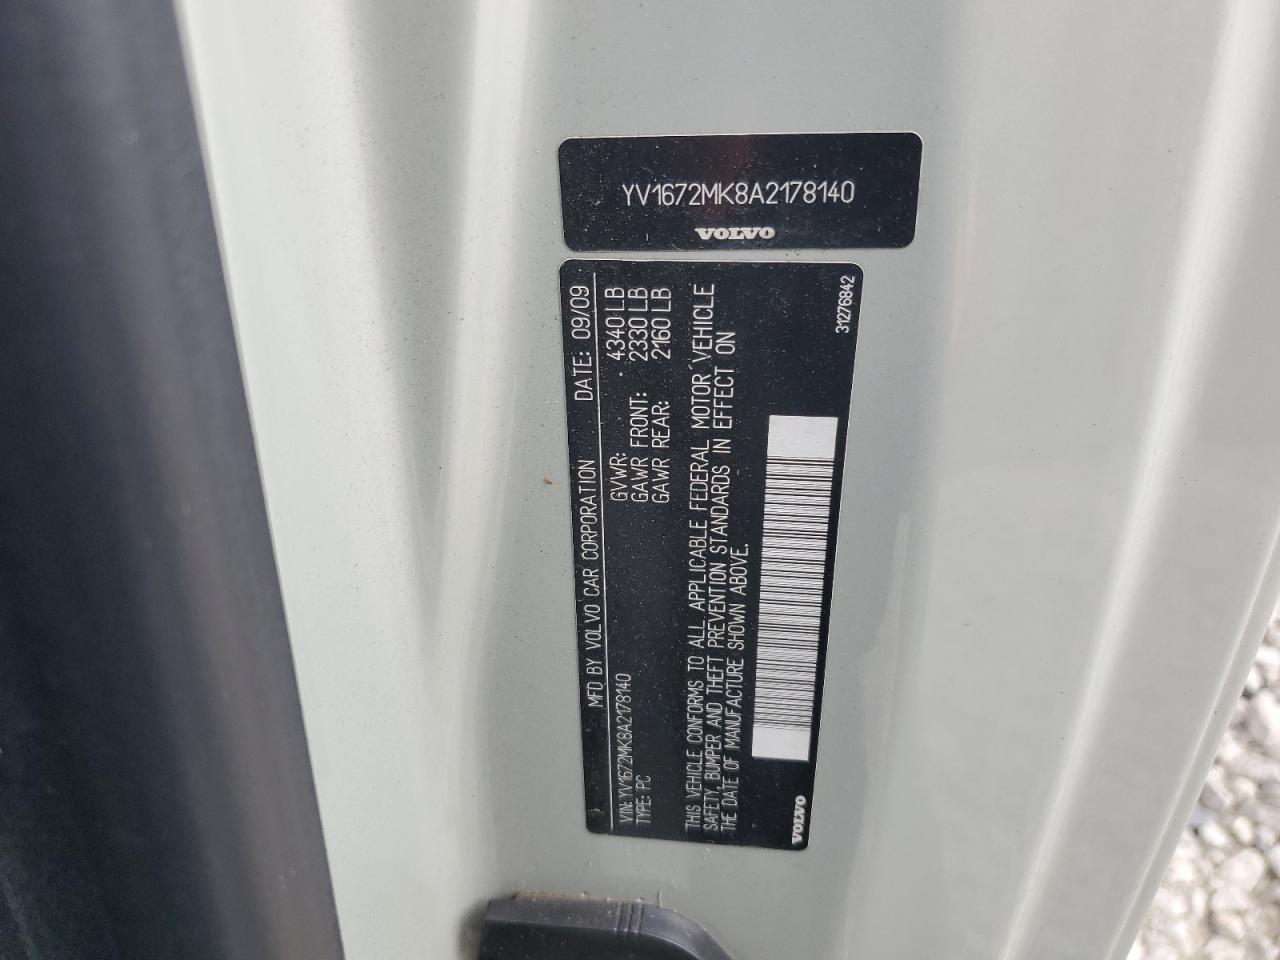 YV1672MK8A2178140
VOLVO
MFD BY VOLVO CAR CORPORATION DATE: 09/09
VIN: YV1672MK8A2178140 GVWR: 4340 LB
TYPE: PC GAWR FRONT: 2330 LB
GAWR REAR: 2160 LB
THIS VEHICLE CONFORMS TO ALL APPLICABLE FEDERAL MOTOR VEHICLE
SAFETY, BUMPER AND THEFT PREVENTION STANDARDS IN EFFECT ON
THE DATE OF MANUFACTURE SHOWN ABOVE.
VOLVO 31276842